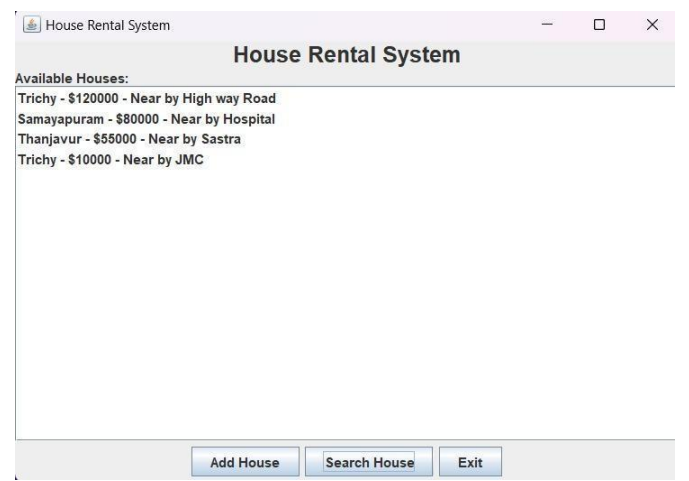 House Rental System
House Rental System
Available Houses:
Trichy - $120000 - Near by High way Road
Samayapuram - $80000 - Near by Hospital
Thanjavur - $55000 - Near by Sastra
Trichy - $10000 - Near by JMC
Add House Search House Exit